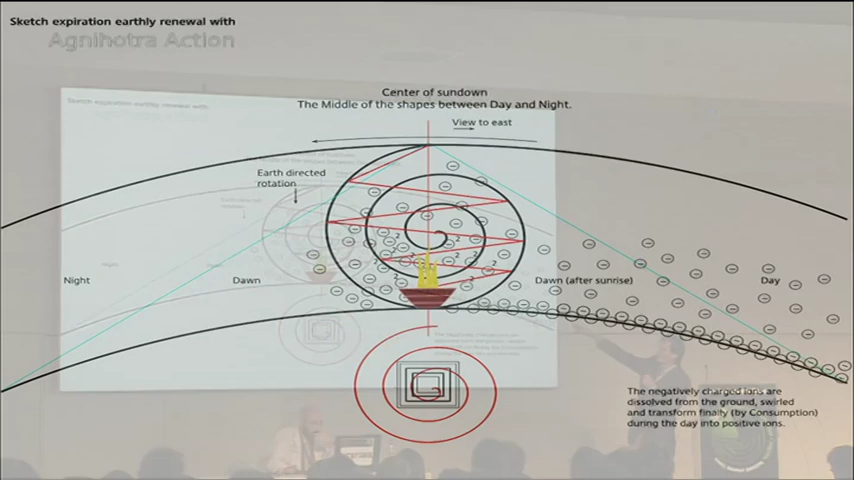 Sketch expiration earthly renewal with
Agnihotra Action
Center of sundown
The Middle of the shapes between Day and Night.
View to east
Earth directed
rotation
Night
Dawn
Dawn (after sunrise)
Day
The negatively charged ions are
dissolved from the ground, swirled
and transform finally (by Consumption)
during the day into positive ions.